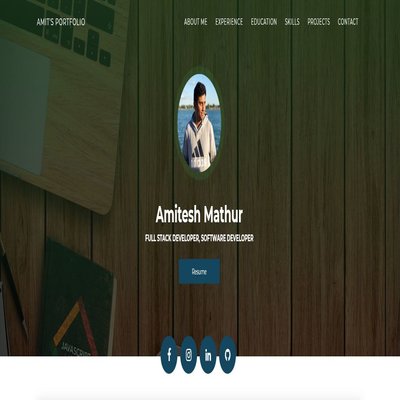 AMIT'S PORTFOLIO
ABOUT ME EXPERIENCE EDUCATION SKILLS PROJECTS CONTACT
Amitesh Mathur
FULL STACK DEVELOPER, SOFTWARE DEVELOPER
Resume
JAVASCRIPT